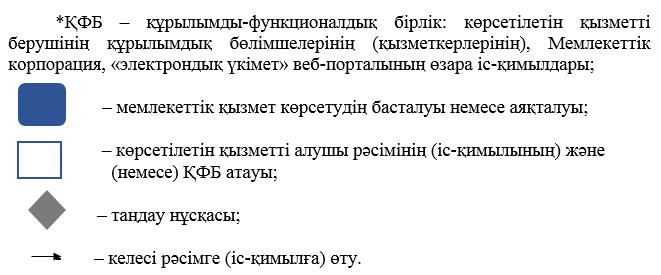 *ҚФБ – құрылымды-функционалдық бірлік: көрсетілетін қызметті
берушінің құрылымдық бөлімшелерінің (қызметкерлерінің), Мемлекеттік
корпорация, «электрондық үкімет» веб-порталының өзара іс-қимылдары;
– мемлекеттік қызмет көрсетудің басталуы немесе аяқталуы;
– көрсетілетін қызметті алушы рәсімінің (іс-қимылының) және
(немесе) ҚФБ атауы;
– таңдау нұсқасы;
– келесі рәсімге (іс-қимылға) өту.